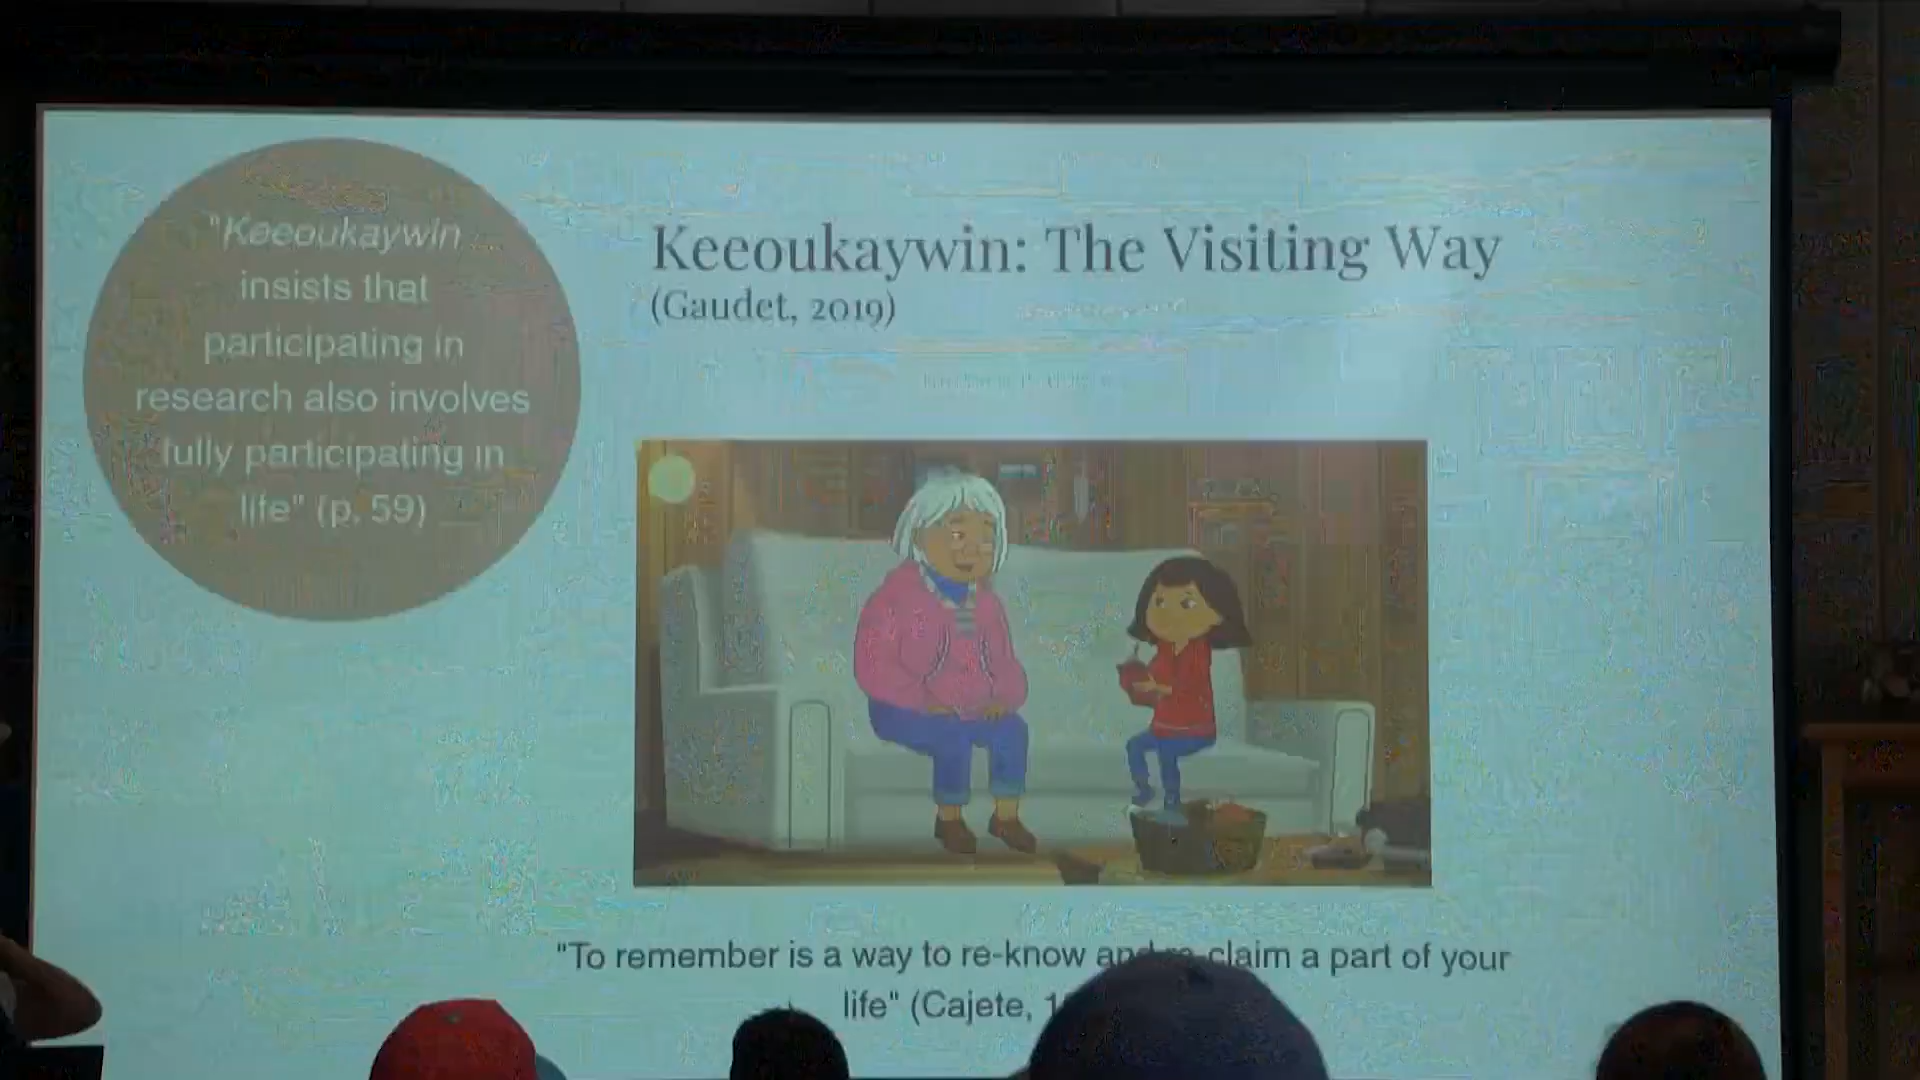 "Keeoukaywin
insists that
participating in
research also involves
fully participating in
life" (p. 59)
Keeoukaywin: The Visiting Way
(Gaudet, 2019)
"To remember is a way to re-know and re-claim a part of your
life" (Cajete,